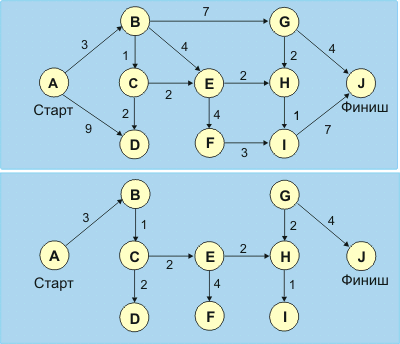 B 7 G
3 1 4 2 4
A C 2 E 2 H J
Старт Финиш
9 2 4 1 7
D F 3 I
B G
3 1 2 4
A C 2 E 2 H J
Старт Финиш
2 4 1
D F I